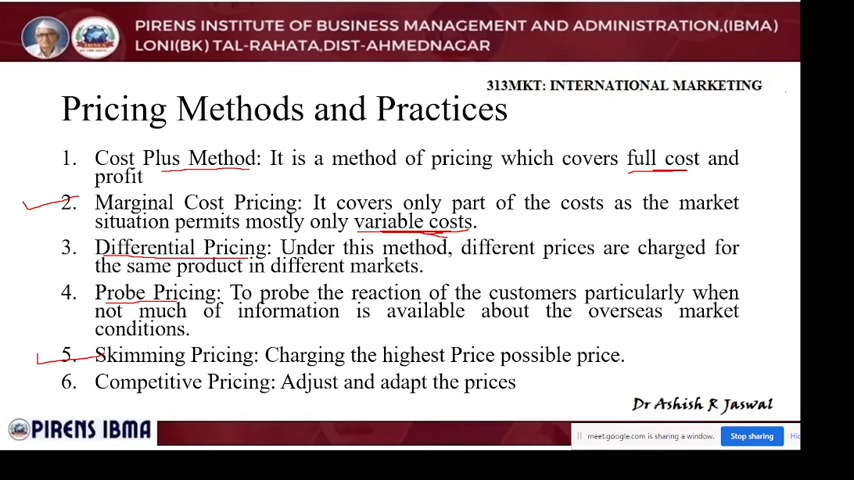 PIRENS INSTITUTE OF BUSINESS MANAGEMENT AND ADMINISTRATION,(IBMA)
LONI(BK) TAL-RAHATA,DIST-AHMEDNAGAR
313MKT: INTERNATIONAL MARKETING
Pricing Methods and Practices
1. Cost Plus Method: It is a method of pricing which covers full cost and
profit
2. Marginal Cost Pricing: It covers only part of the costs as the market
situation permits mostly only variable costs.
3. Differential Pricing: Under this method, different prices are charged for
the same product in different markets.
4. Probe Pricing: To probe the reaction of the customers particularly when
not much of information is available about the overseas market
conditions.
5. Skimming Pricing: Charging the highest Price possible price.
6. Competitive Pricing: Adjust and adapt the prices
Dr Ashish R Jaswal
PIRENS IBMA
meet.google.com is sharing a window. Stop sharing